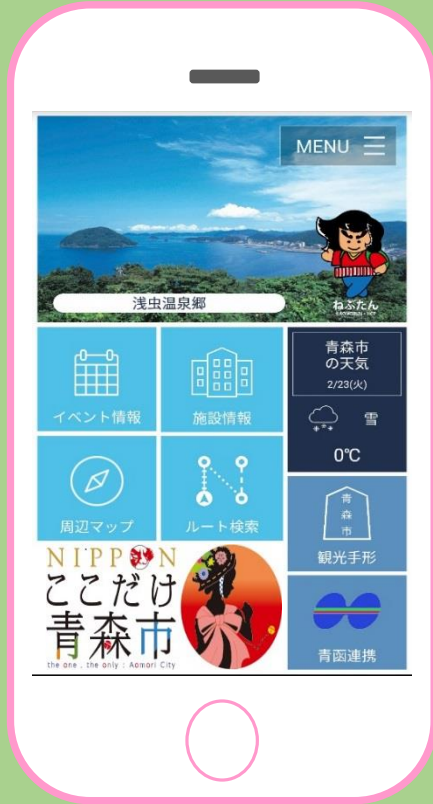 MENU
浅虫温泉郷
ねぶたん
イベント情報
施設情報
青森市
の天気
2/23(火)
雪
0℃
周辺マップ
ルート検索
青
森
市
観光手形
NIPPON
ここだけ
青森市
the one , the only : Aomori City
青函連携